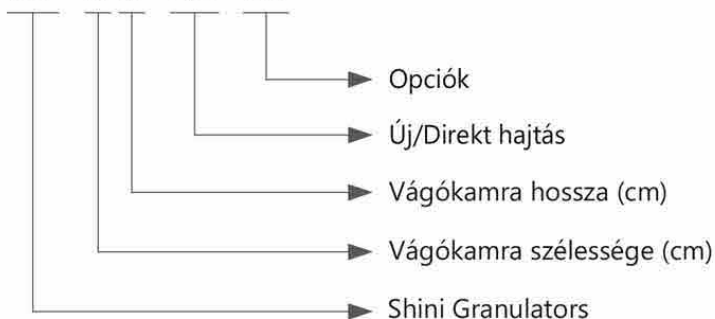 Opciók
Új/Direkt hajtás
Vágókamra hossza (cm)
Vágókamra szélessége (cm)
Shini Granulators